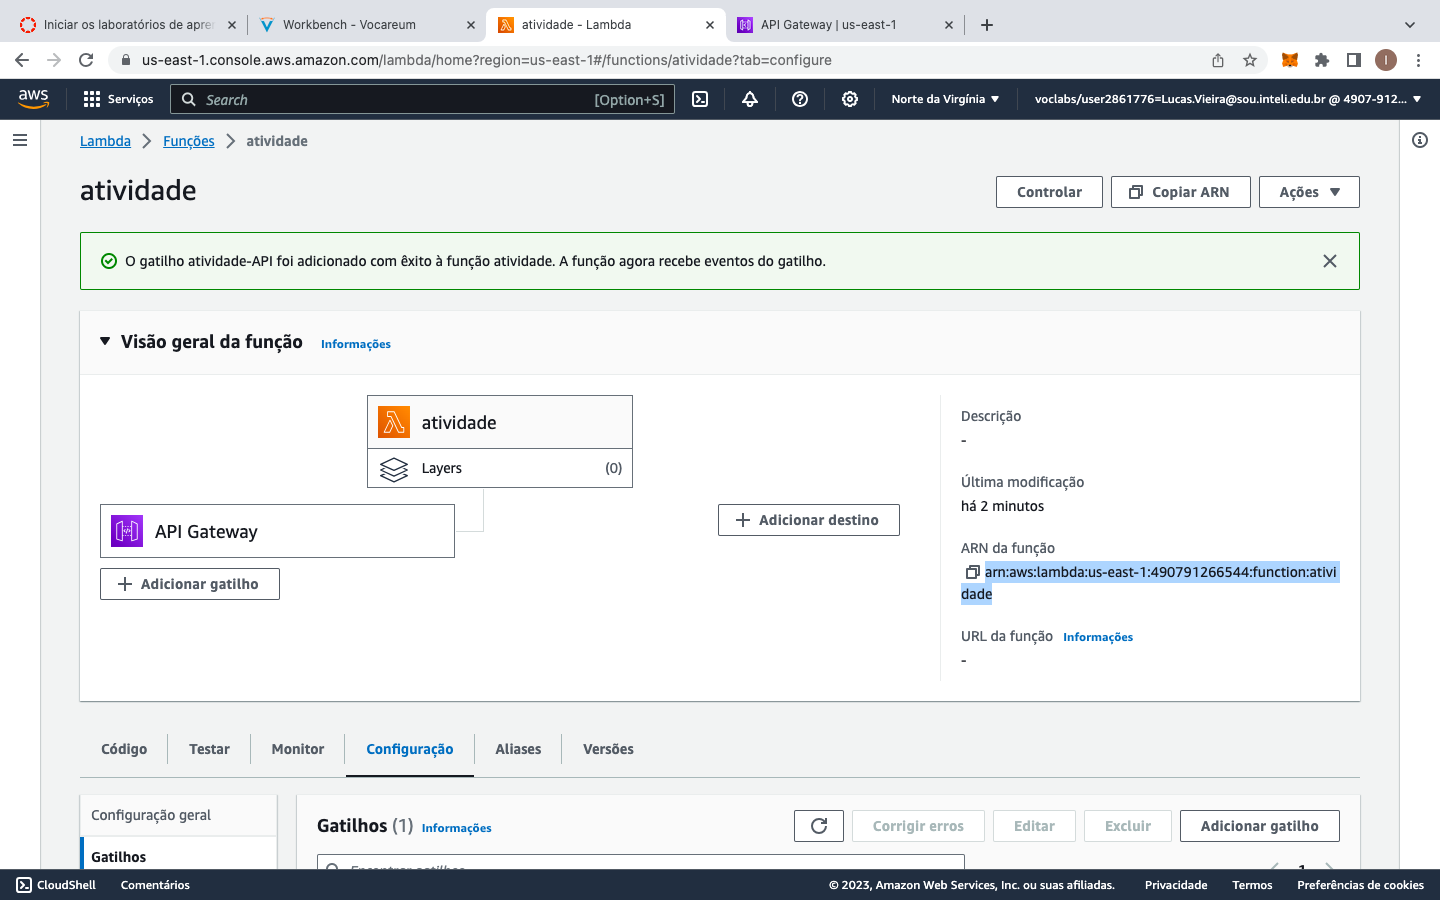 Iniciar os laboratórios de apre
Workbench - Vocareum
atividade - Lambda
API Gateway | us-east-1
us-east-1.console.aws.amazon.com/lambda/home?region=us-east-1#/functions/atividade?tab=configure
I
aws
Serviços
Search
[Option+S]
Norte da Virgínia
voclabs/user2861776=Lucas.Vieira@sou.inteli.edu.br @ 4907-912...
Lambda
Funções
atividade
atividade
Controlar
Copiar ARN
Ações
O gatilho atividade-API foi adicionado com êxito à função atividade. A função agora recebe eventos do gatilho.
Visão geral da função
Informações
atividade
Layers
(0)
API Gateway
Adicionar gatilho
Adicionar destino
Descrição
-
Última modificação
há 2 minutos
ARN da função
arn:aws:lambda:us-east-1:490791266544:function:ativi
dade
URL da função
Informações
-
Código
Testar
Monitor
Configuração
Aliases
Versões
Configuração geral
Gatilhos
Gatilhos (1)
Informações
Corrigir erros
Editar
Excluir
Adicionar gatilho
Encontrar gatilhos
1
CloudShell
Comentários
© 2023, Amazon Web Services, Inc. ou suas afiliadas.
Privacidade
Termos
Preferências de cookies